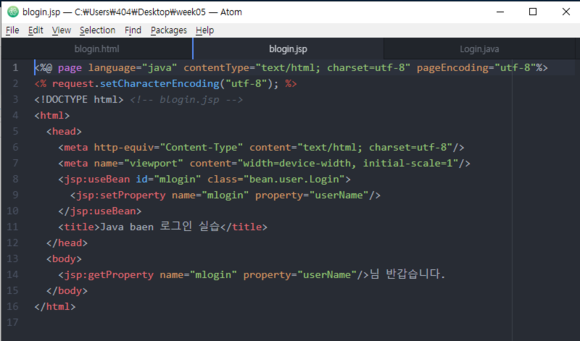 blogin.jsp — C:₩Users₩404₩Desktop₩week05 — Atom
File Edit View Selection Find Packages Help
blogin.html blogin.jsp Login.java
1 <%@ page language="java" contentType="text/html; charset=utf-8" pageEncoding="utf-8"%>
2 <% request.setCharacterEncoding("utf-8"); %>
3 <!DOCTYPE html> <!-- blogin.jsp -->
4 <html>
5 <head>
6 <meta http-equiv="Content-Type" content="text/html; charset=utf-8"/>
7 <meta name="viewport" content="width=device-width, initial-scale=1"/>
8 <jsp:useBean id="mlogin" class="bean.user.Login">
9 <jsp:setProperty name="mlogin" property="userName"/>
10 </jsp:useBean>
11 <title>Java baen 로그인 실습</title>
12 </head>
13 <body>
14 <jsp:getProperty name="mlogin" property="userName"/>님 반갑습니다.
15 </body>
16 </html>
17